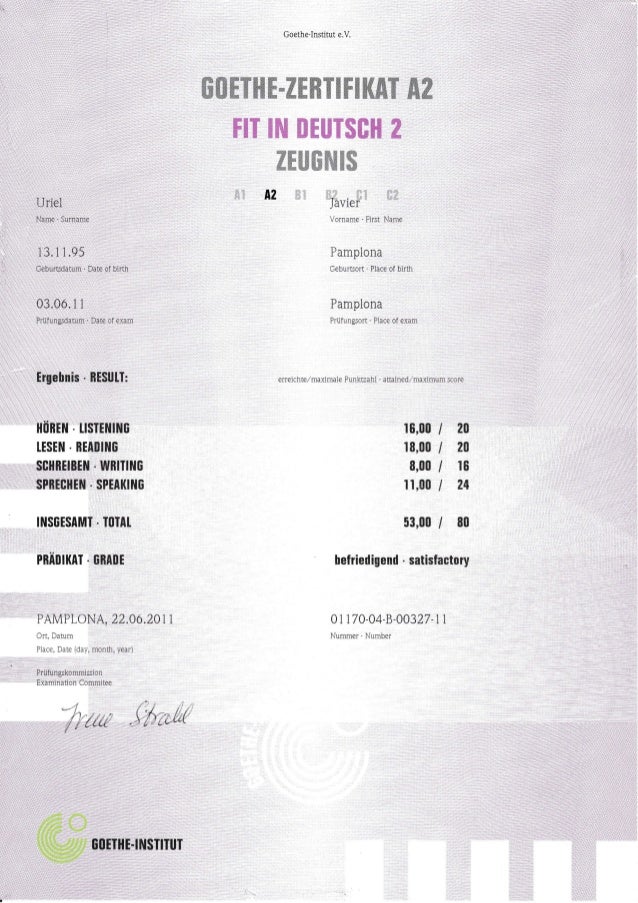 Goethe-Institut e.V.
GOETHE-ZERTIFIKAT A2
FIT IN DEUTSCH 2
ZEUGNIS
A1 A2 B1 B2 C1 C2
Uriel Javier
Name - Surname Vorname - First Name
13.11.95 Pamplona
Geburtsdatum - Date of birth Geburtsort - Place of birth
03.06.11 Pamplona
Prüfungsdatum - Date of exam Prüfungsort - Place of exam
Ergebnis · RESULT: erreichte/maximale Punktzahl - attained/maximum score
HÖREN · LISTENING 16,00 / 20
LESEN · READING 18,00 / 20
SCHREIBEN · WRITING 8,00 / 16
SPRECHEN · SPEAKING 11,00 / 24
INSGESAMT · TOTAL 53,00 / 80
PRÄDIKAT · GRADE befriedigend · satisfactory
PAMPLONA, 22.06.2011 01170-04-B-00327-11
Ort, Datum Nummer - Number
Place, Date (day, month, year)
Prüfungskommission
Examination Commitee
Irene Strahl
GOETHE-INSTITUT